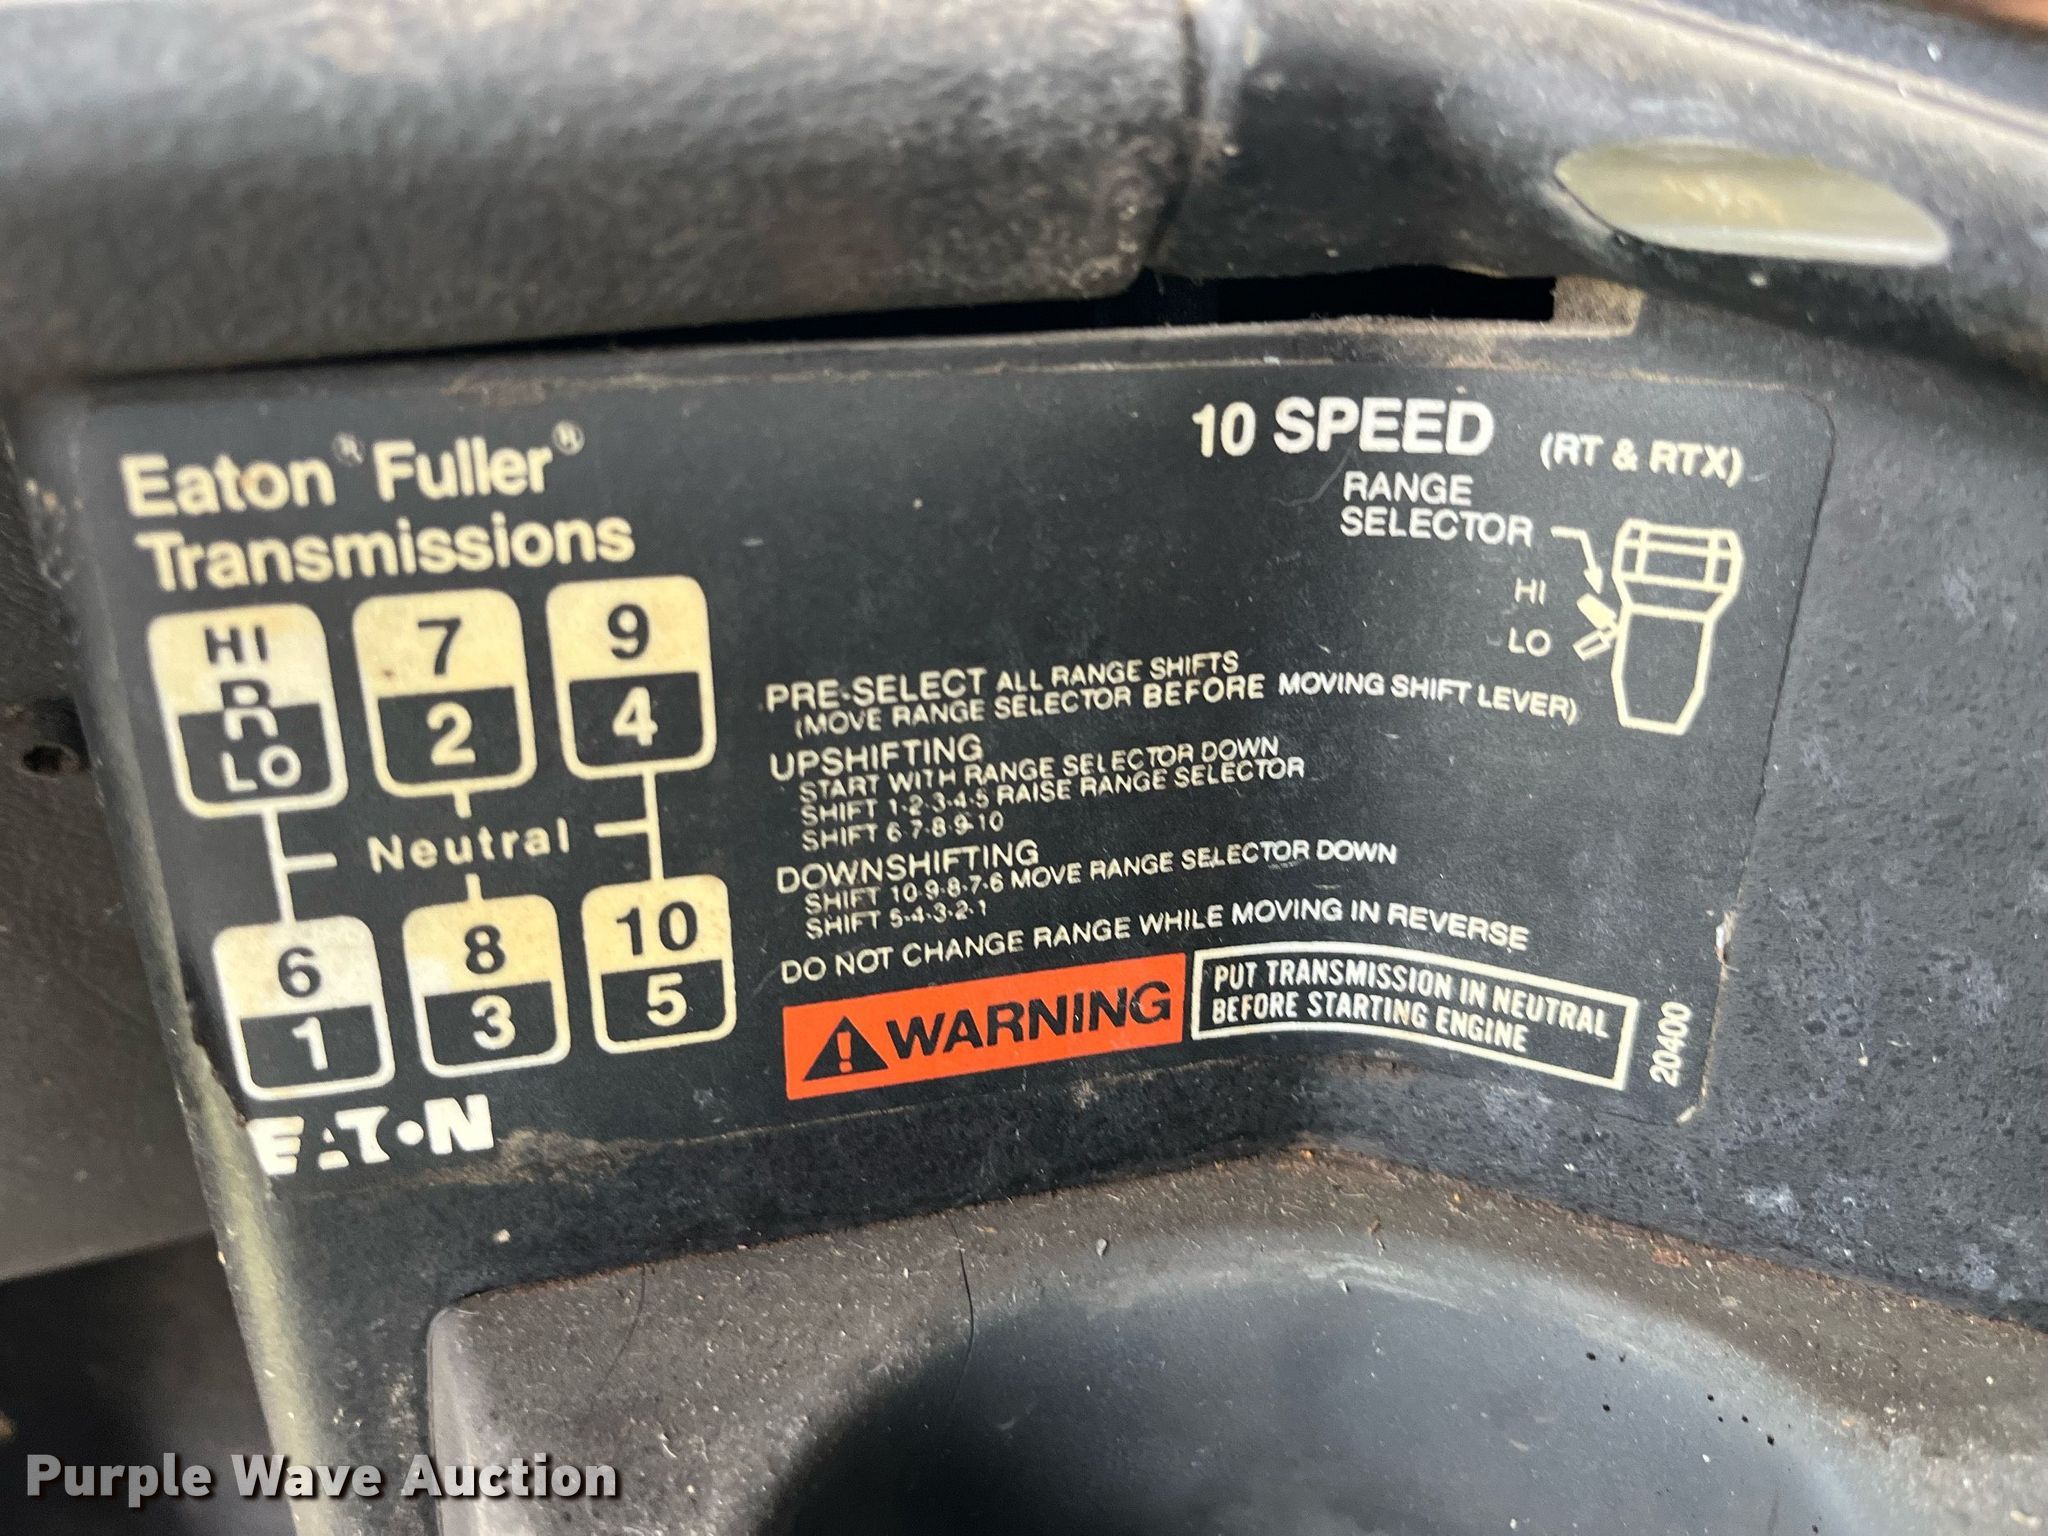 Eaton® Fuller®
Transmissions
10 SPEED (RT & RTX)
RANGE
SELECTOR
HI
LO
HI
R
LO
7
2
9
4
Neutral
6
1
8
3
10
5
EATON
PRE-SELECT ALL RANGE SHIFTS
(MOVE RANGE SELECTOR BEFORE MOVING SHIFT LEVER)
UPSHIFTING
START WITH RANGE SELECTOR DOWN
SHIFT 1-2-3-4-5 RAISE RANGE SELECTOR
SHIFT 6 7-8-9-10
DOWNSHIFTING
SHIFT 10-9-8-7-6 MOVE RANGE SELECTOR DOWN
SHIFT 5-4-3-2-1
DO NOT CHANGE RANGE WHILE MOVING IN REVERSE
WARNING
PUT TRANSMISSION IN NEUTRAL
BEFORE STARTING ENGINE
20400
Purple Wave Auction